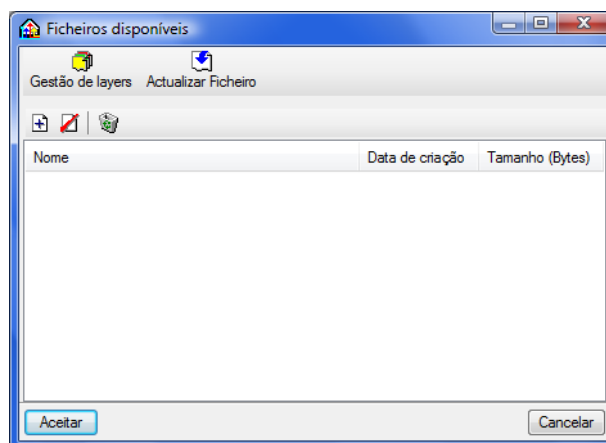 Ficheiros disponíveis
Gestão de layers Actualizar Ficheiro
Nome Data de criação Tamanho (Bytes)
Aceitar Cancelar